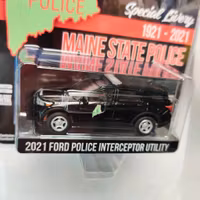 POLICE
Special Livery
1921 - 2021
MAINE STATE POLICE
2021 FORD POLICE INTERCEPTOR UTILITY